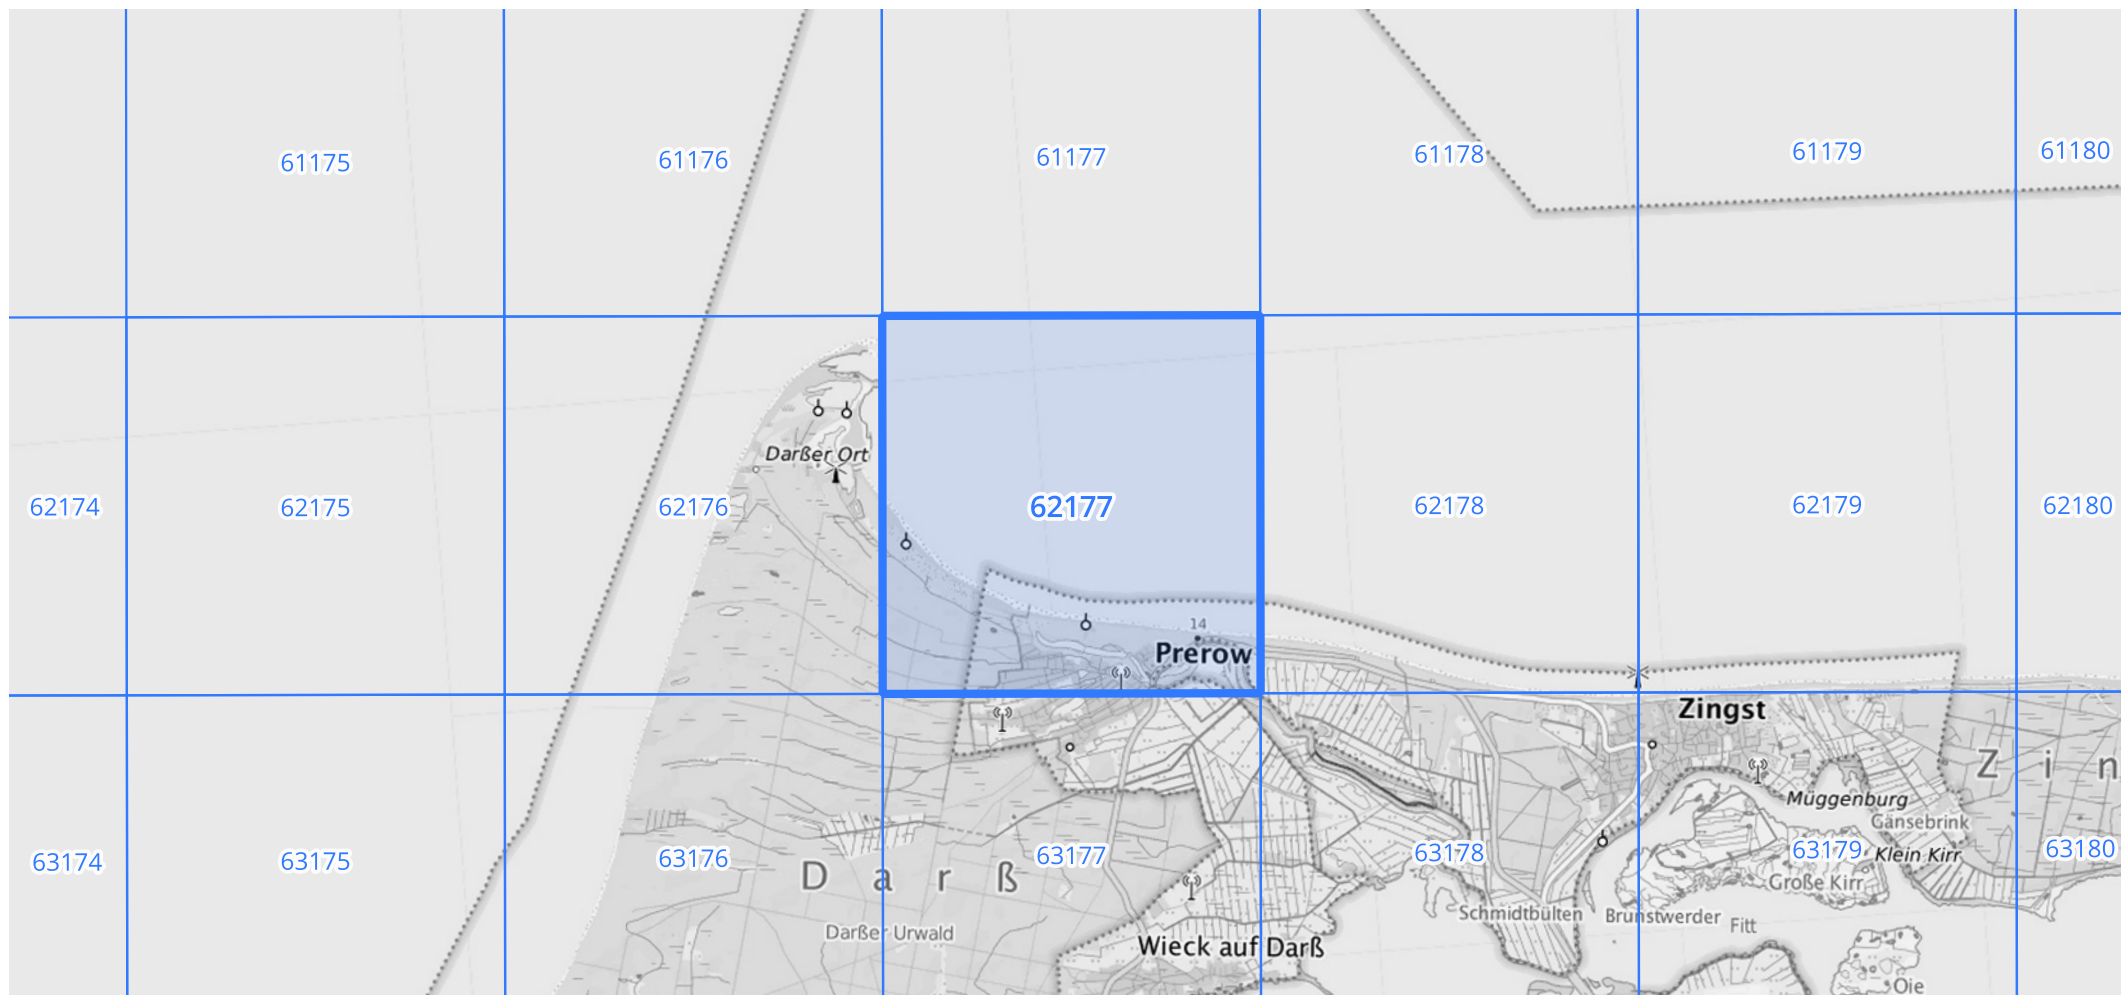 61175
61176
61177
61178
61179
61180
Darßer Ort
62174
62175
62176
62177
62178
62179
62180
14
Prerow
Zingst
Z i n
Müggenburg
Gänsebrink
63174
63175
63176
63177
63178
63179
Klein Kirr
63180
D a r ß
Große Kirr
Schmidtbülten
Brunstwerder
Fitt
Darßer Urwald
Wieck auf Darß
Oie